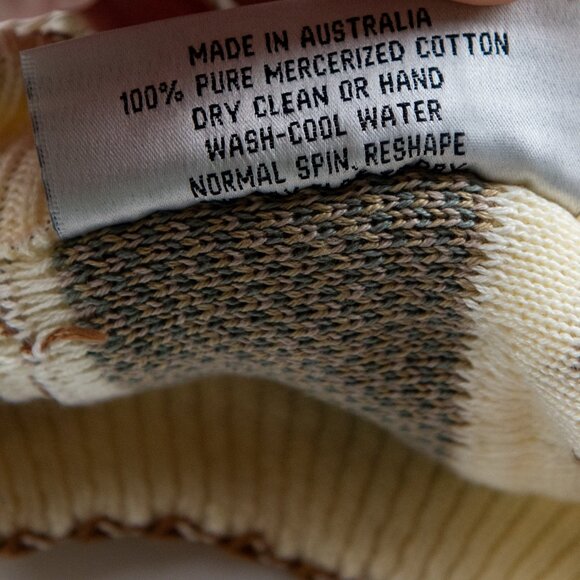 MADE IN AUSTRALIA
100% PURE MERCERIZED COTTON
DRY CLEAN OR HAND
WASH-COOL WATER
NORMAL SPIN, RESHAPE